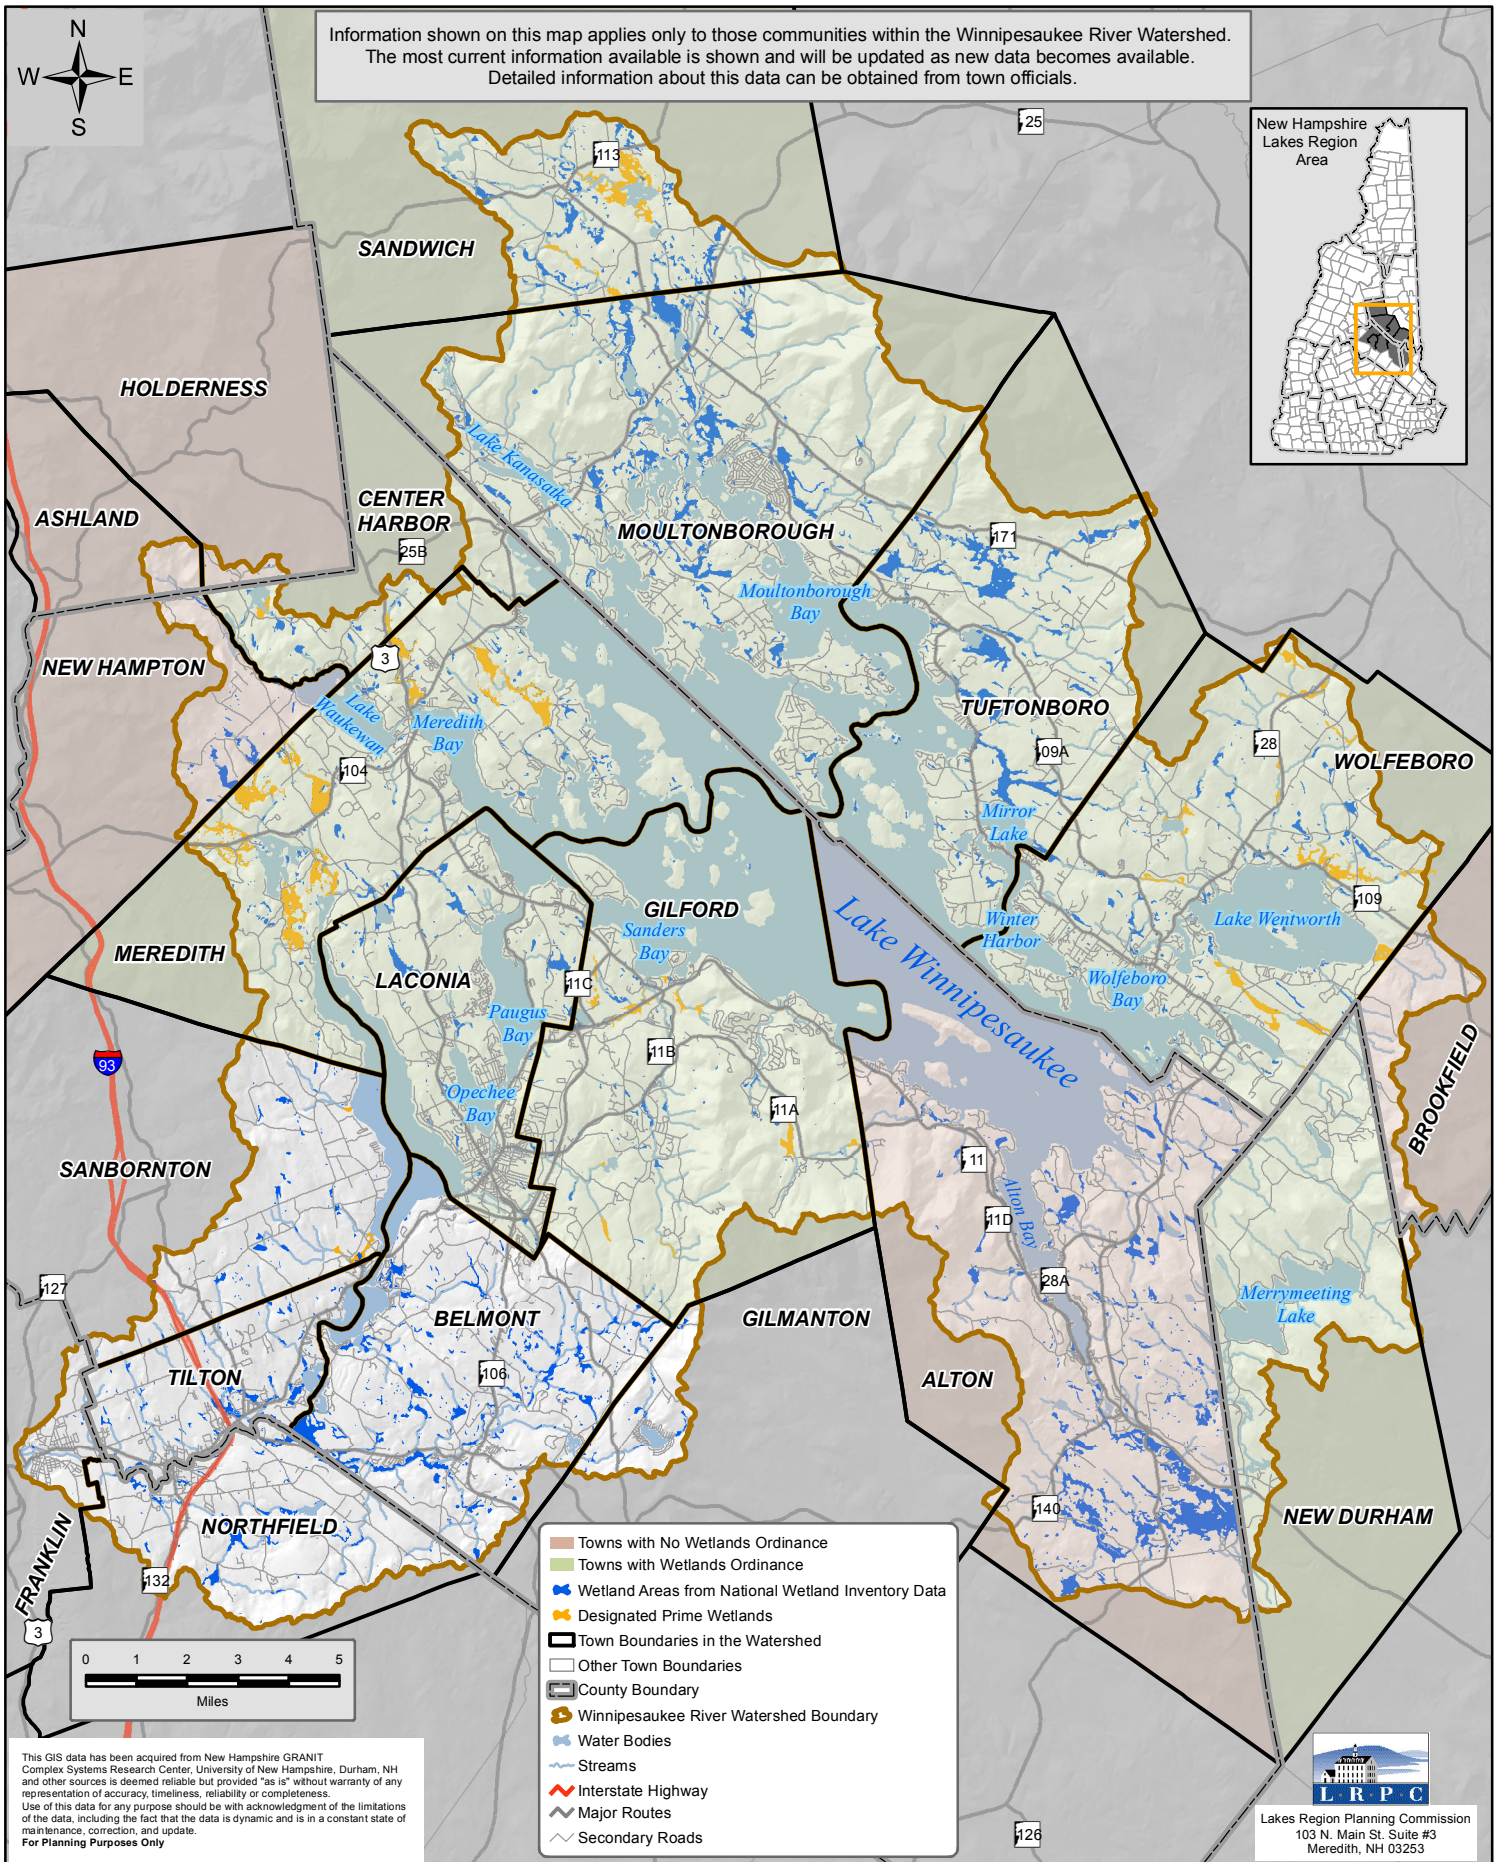 Information shown on this map applies only to those communities within the Winnipesaukee River Watershed.
The most current information available is shown and will be updated as new data becomes available.
Detailed information about this data can be obtained from town officials.
N
W E
S
New Hampshire
Lakes Region
Area
25
113
SANDWICH
HOLDERNESS
Lake Kanasatka
CENTER
HARBOR
25B
ASHLAND
MOULTONBOROUGH
171
Moultonborough
Bay
NEW HAMPTON
3
Lake
Waukewan
Meredith
Bay
TUFTONBORO
09A
28
WOLFEBORO
104
Mirror
Lake
109
GILFORD
Sanders
Bay
Lake Winnipesaukee
Winter
Harbor
Lake Wentworth
MEREDITH
LACONIA
11C
Wolfeboro
Bay
Paugus
Bay
93
11B
BROOKFIELD
Opechee
Bay
11A
SANBORNTON
11
Alton Bay
11D
127
28A
Merrymeeting
Lake
BELMONT
GILMANTON
TILTON
106
ALTON
140
NEW DURHAM
NORTHFIELD
FRANKLIN
132
3
0 1 2 3 4 5
Miles
Towns with No Wetlands Ordinance
Towns with Wetlands Ordinance
Wetland Areas from National Wetland Inventory Data
Designated Prime Wetlands
Town Boundaries in the Watershed
Other Town Boundaries
County Boundary
Winnipesaukee River Watershed Boundary
Water Bodies
Streams
Interstate Highway
Major Routes
Secondary Roads
126
This GIS data has been acquired from New Hampshire GRANIT
Complex Systems Research Center, University of New Hampshire, Durham, NH
and other sources is deemed reliable but provided "as is" without warranty of any
representation of accuracy, timeliness, reliability or completeness.
Use of this data for any purpose should be with acknowledgment of the limitations
of the data, including the fact that the data is dynamic and is in a constant state of
maintenance, correction, and update.
For Planning Purposes Only
L·R·P·C
Lakes Region Planning Commission
103 N. Main St. Suite #3
Meredith, NH 03253